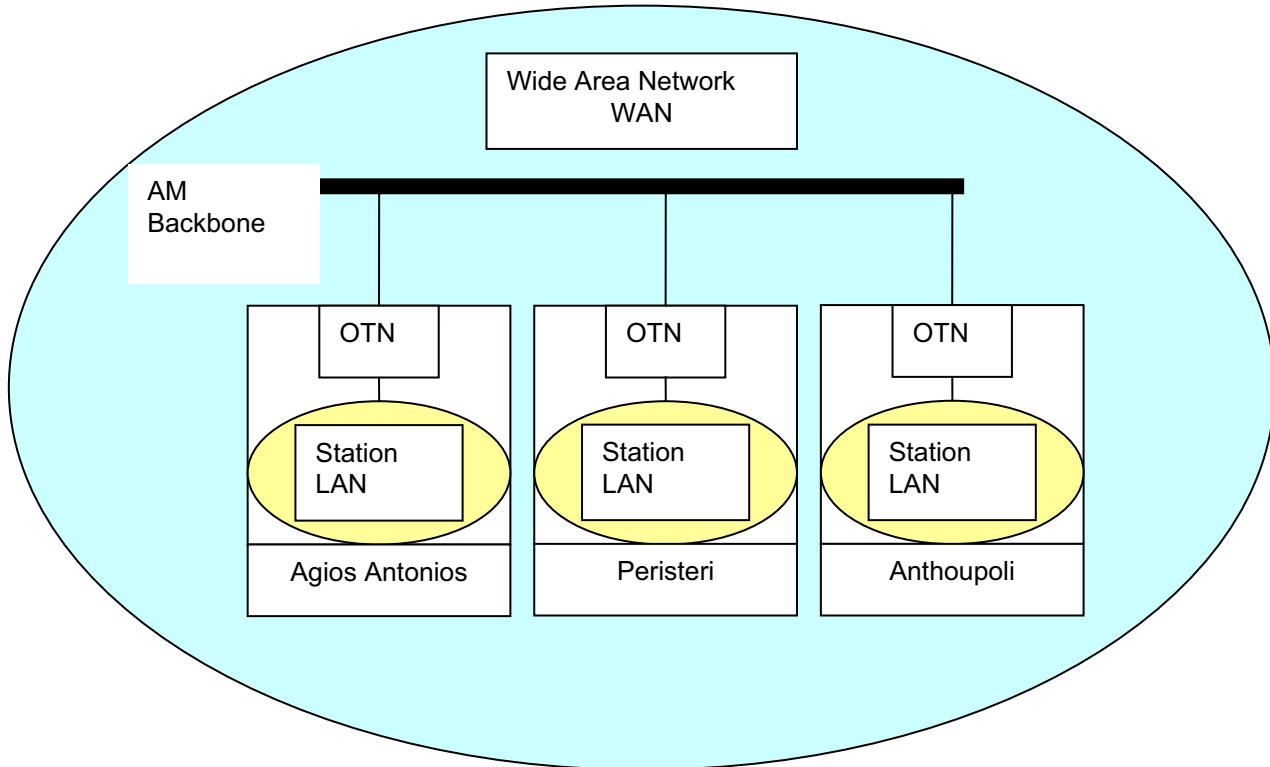 Wide Area Network
WAN
AM
Backbone
OTN
OTN
OTN
Station
LAN
Station
LAN
Station
LAN
Agios Antonios
Peristeri
Anthoupoli